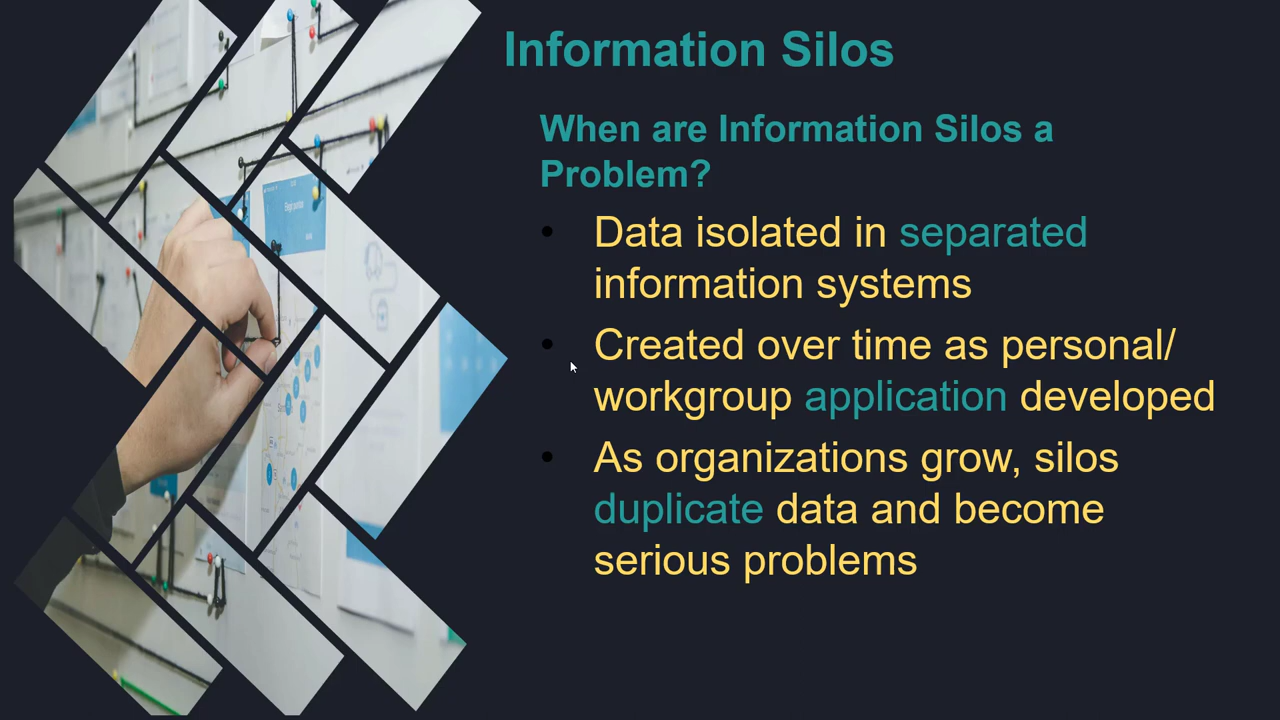 Information Silos
When are Information Silos a
Problem?
• Data isolated in separated
information systems
• Created over time as personal/
workgroup application developed
• As organizations grow, silos
duplicate data and become
serious problems